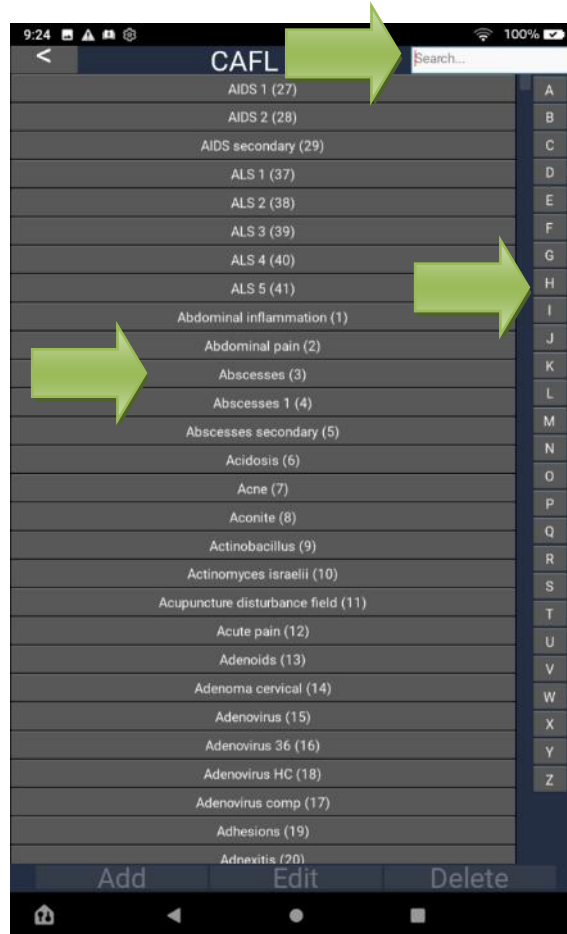 9:24 100%
< CAFL Search...
AIDS 1 (27)
AIDS 2 (28)
AIDS secondary (29)
ALS 1 (37)
ALS 2 (38)
ALS 3 (39)
ALS 4 (40)
ALS 5 (41)
Abdominal inflammation (1)
Abdominal pain (2)
Abscesses (3)
Abscesses 1 (4)
Abscesses secondary (5)
Acidosis (6)
Acne (7)
Aconite (8)
Actinobacillus (9)
Actinomyces israelii (10)
Acupuncture disturbance field (11)
Acute pain (12)
Adenoids (13)
Adenoma cervical (14)
Adenovirus (15)
Adenovirus 36 (16)
Adenovirus HC (18)
Adenovirus comp (17)
Adhesions (19)
Adnexitis (20)
A
B
C
D
E
F
G
H
I
J
K
L
M
N
O
P
Q
R
S
T
U
V
W
X
Y
Z
Add Edit Delete